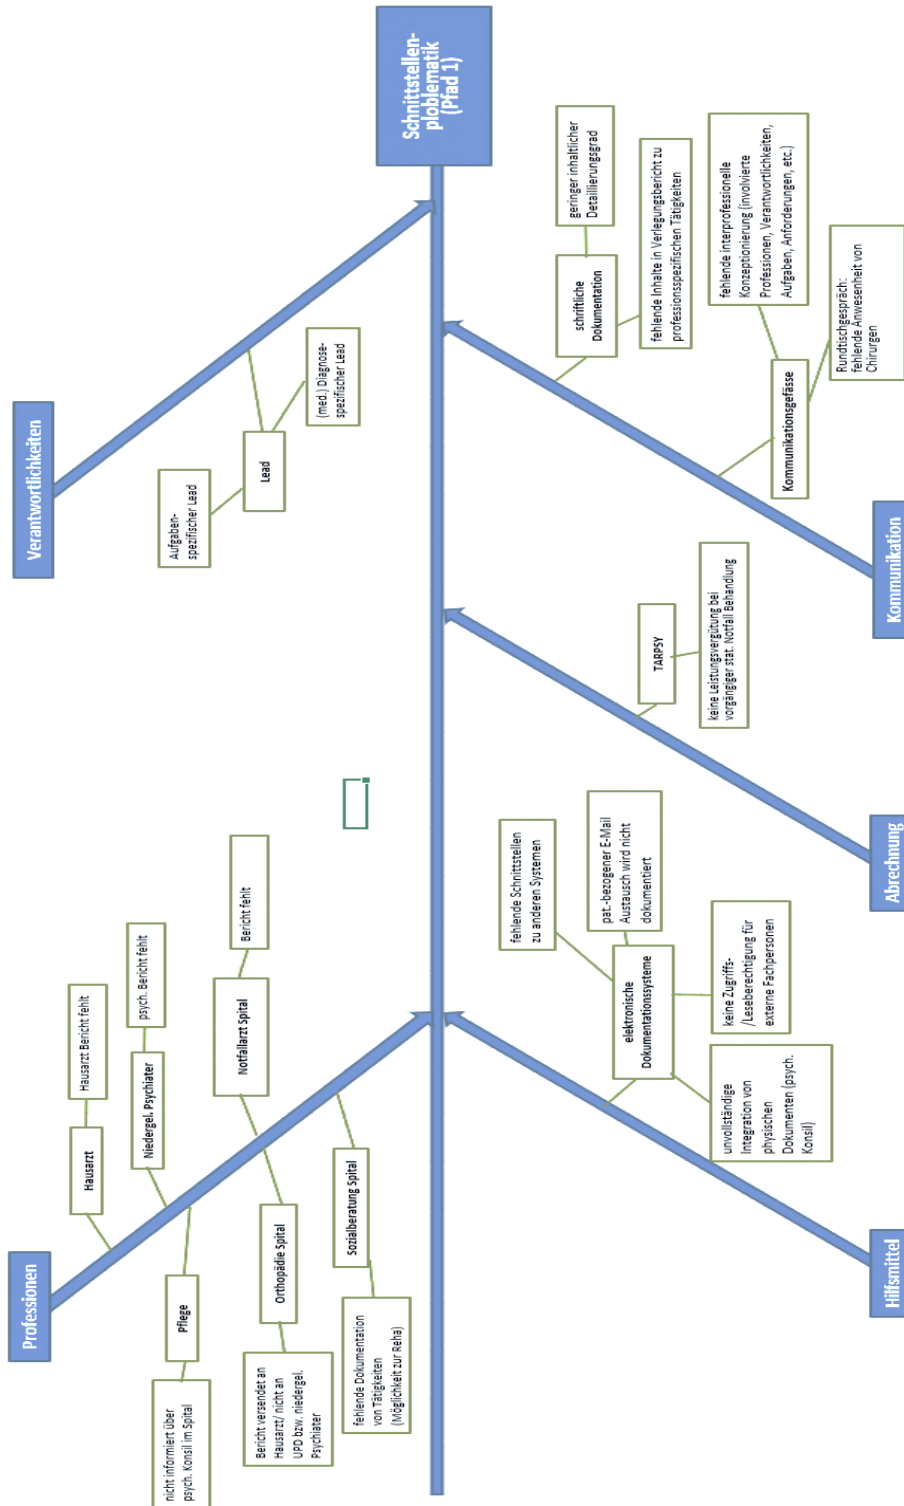 Professionen
Verantwortlichkeiten
Hausarzt
Hausarzt Bericht fehlt
Niedergel. Psychiater
psych. Bericht fehlt
Pflege
nicht informiert über
psych. Konsil im Spital
Notfallarzt Spital
Bericht fehlt
Orthopädie Spital
Bericht versendet an
Hausarzt/ nicht an
UPD bzw. niedergel.
Psychiater
Sozialberatung Spital
fehlende Dokumentation
von Tätigkeiten
(Möglichkeit zur Reha)
Aufgaben-
spezifischer Lead
Lead
(med.) Diagnose-
spezifischer Lead
Schnittstellen-
ploblematik
(Pfad 1)
fehlende Schnittstellen
zu anderen Systemen
pat.-bezogener E-Mail
Austausch wird nicht
dokumentiert
elektronische
Dokumentationssysteme
keine Zugriffs-
/Leseberechtigung für
externe Fachpersonen
unvollständige
Integration von
physischen
Dokumenten (psych.
Konsil)
TARPSY
keine Leistungsvergütung bei
vorgängiger stat. Notfall Behandlung
schriftliche
Dokumentation
geringer inhaltlicher
Detaillierungsgrad
fehlende Inhalte in Verlegungsbericht zu
professionsspezifischen Tätigkeiten
Kommunikationsgefässe
fehlende interprofessionelle
Konzeptionierung (involvierte
Professionen, Verantwortlichkeiten,
Aufgaben, Anforderungen, etc.)
Rundtischgespräch:
fehlende Anwesenheit von
Chirurgen
Hilfsmittel
Abrechnung
Kommunikation